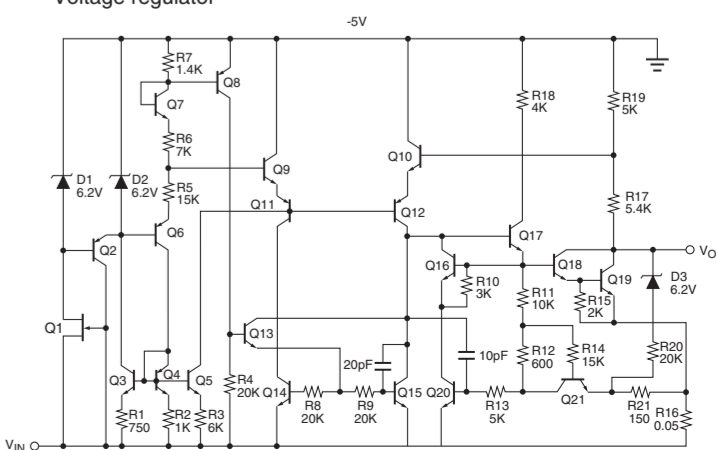 Voltage regulator
-5V
R7
1.4K
Q8
Q7
R18
4K
R19
5K
R6
7K
Q9
Q10
D1
6.2V
D2
6.2V
R5
15K
Q11
Q12
R17
5.4K
Q2
Q6
Q17
VO
Q16
Q18
Q19
D3
6.2V
R10
3K
R11
10K
R15
2K
Q1
Q13
20pF
10pF
R12
600
R14
15K
R20
20K
Q3
Q4
Q5
R4
20K
Q14
R8
20K
R9
20K
Q15
Q20
R13
5K
Q21
R21
150
R16
0.05
R1
750
R2
1K
R3
6K
VIN